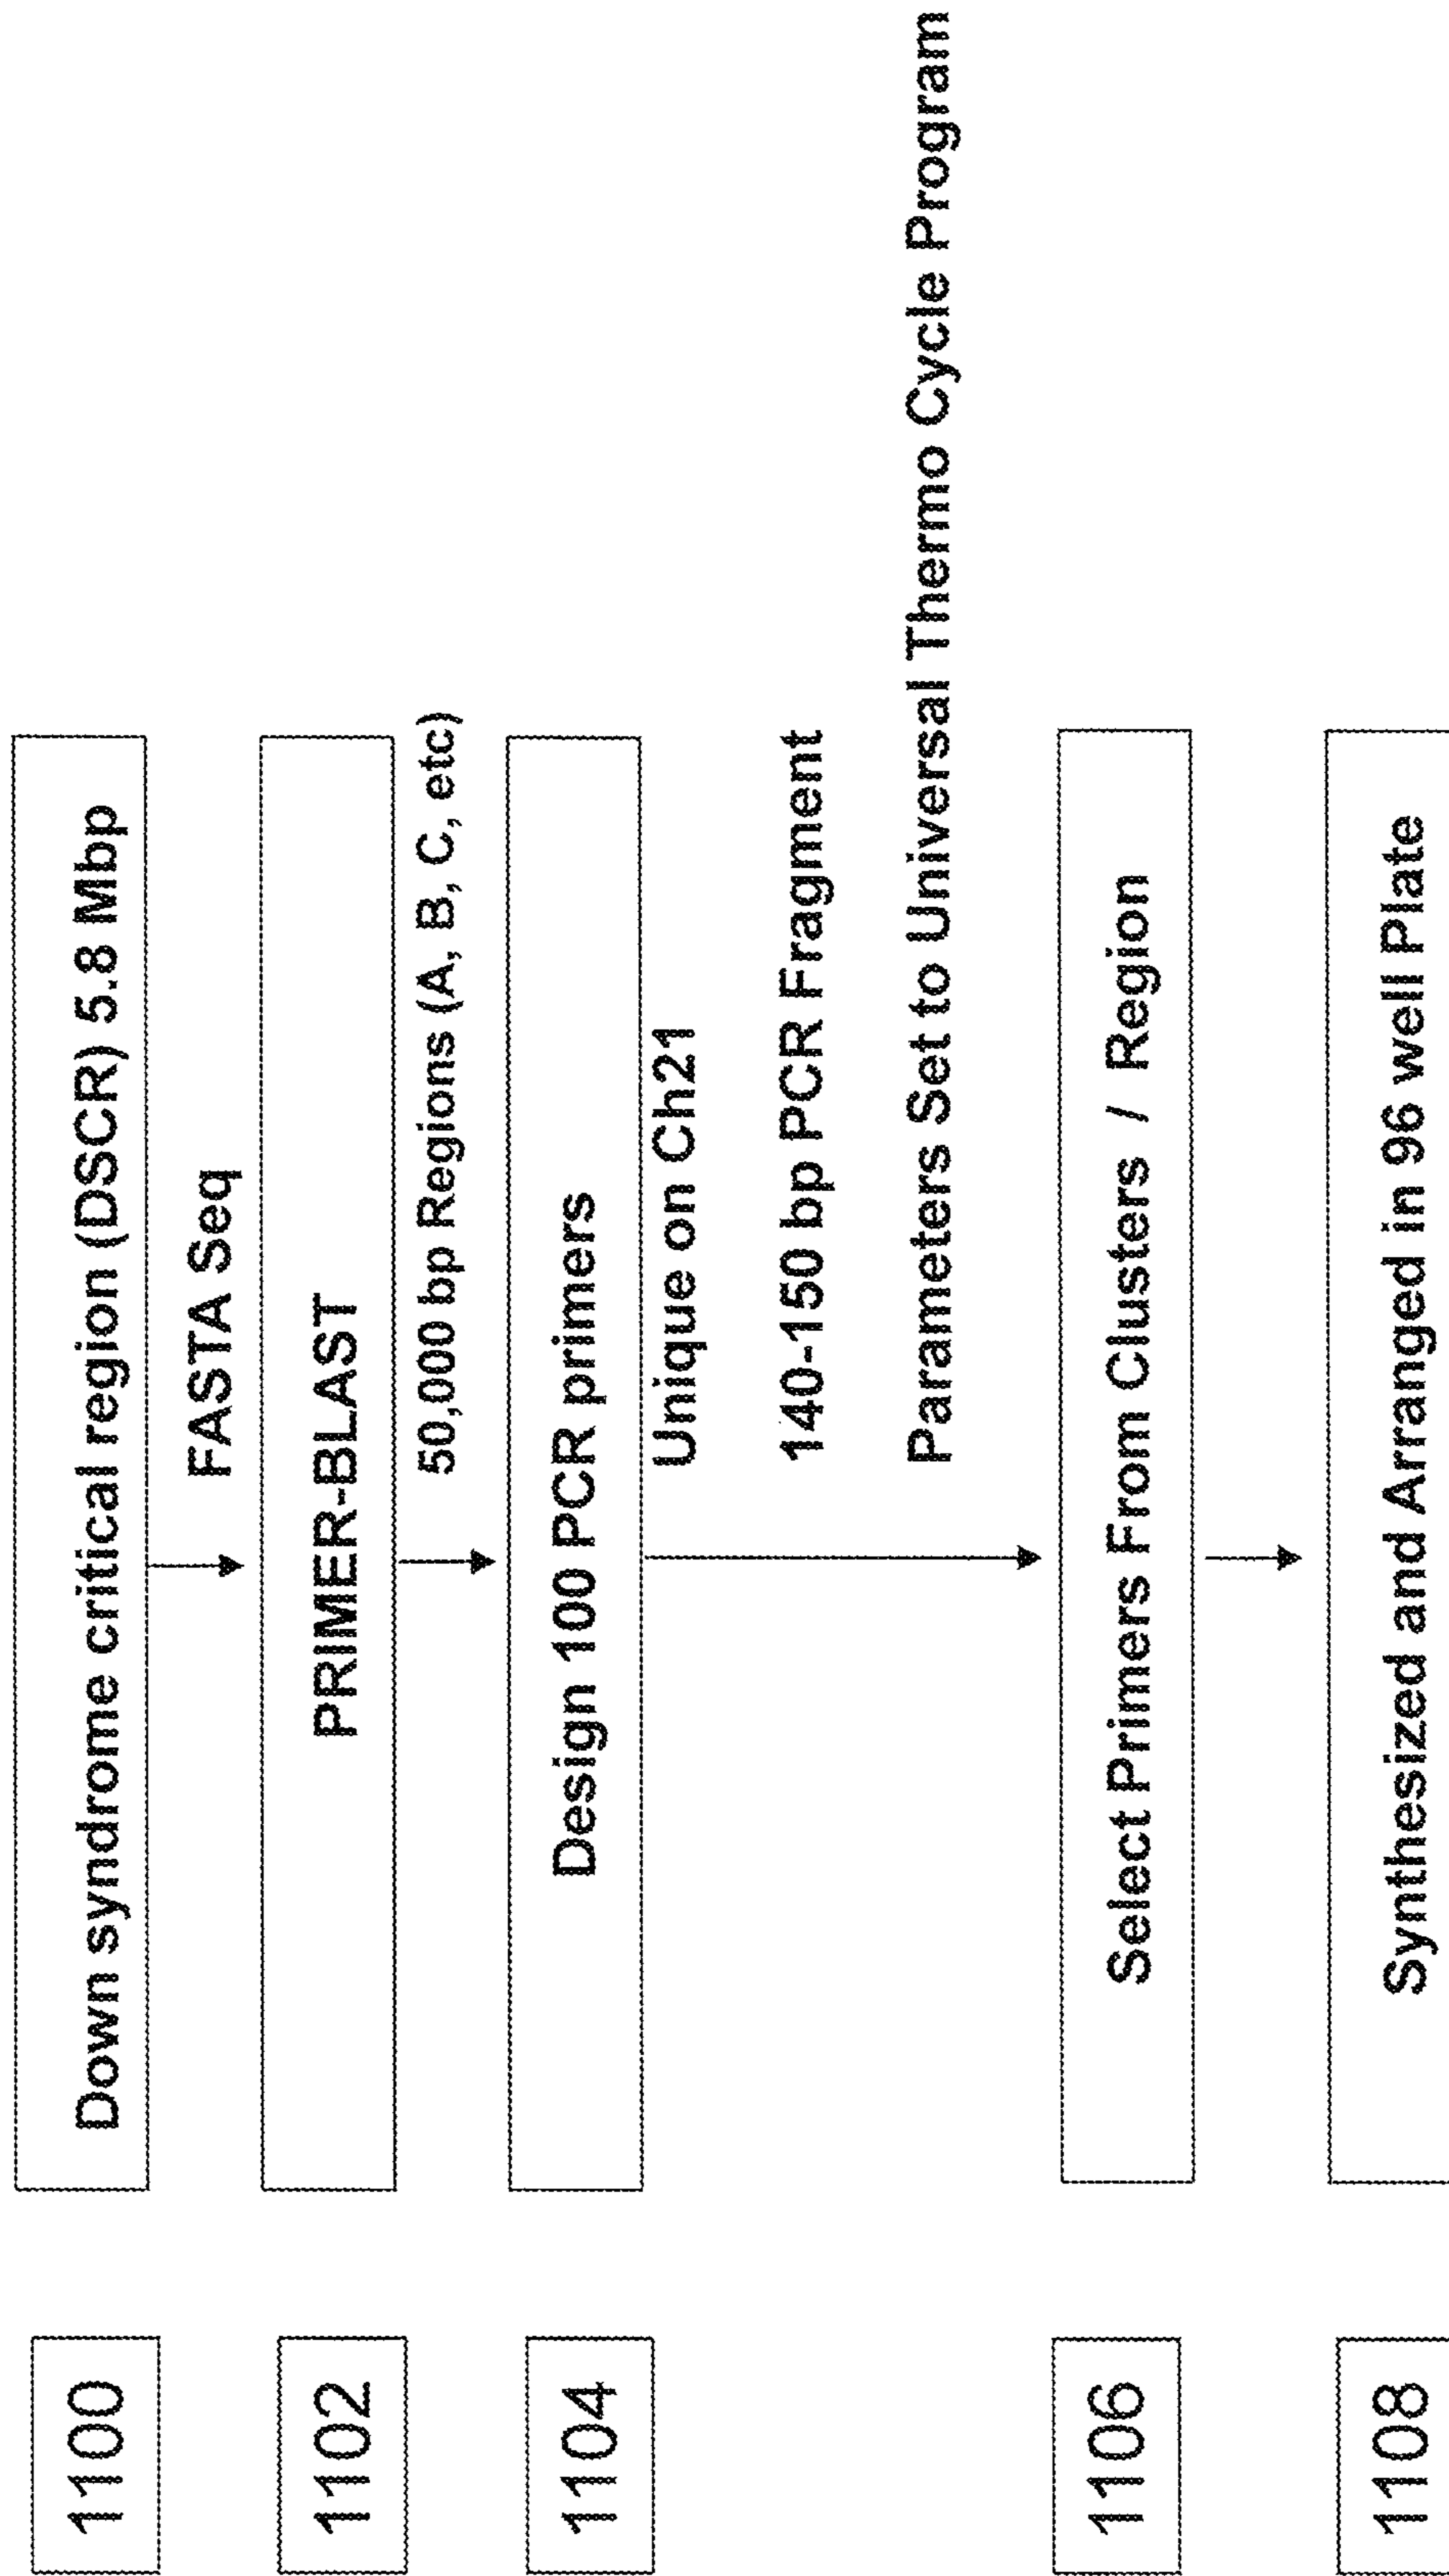 1100
Down syndrome critical region (DSCR) 5.8 Mbp
FASTA Seq
1102
PRIMER-BLAST
50,000 bp Regions (A, B, C, etc)
1104
Design 100 PCR primers
Unique on Ch21
140-150 bp PCR Fragment
Parameters Set to Universal Thermo Cycle Program
1106
Select Primers From Clusters / Region
1108
Synthesized and Arranged in 96 well Plate